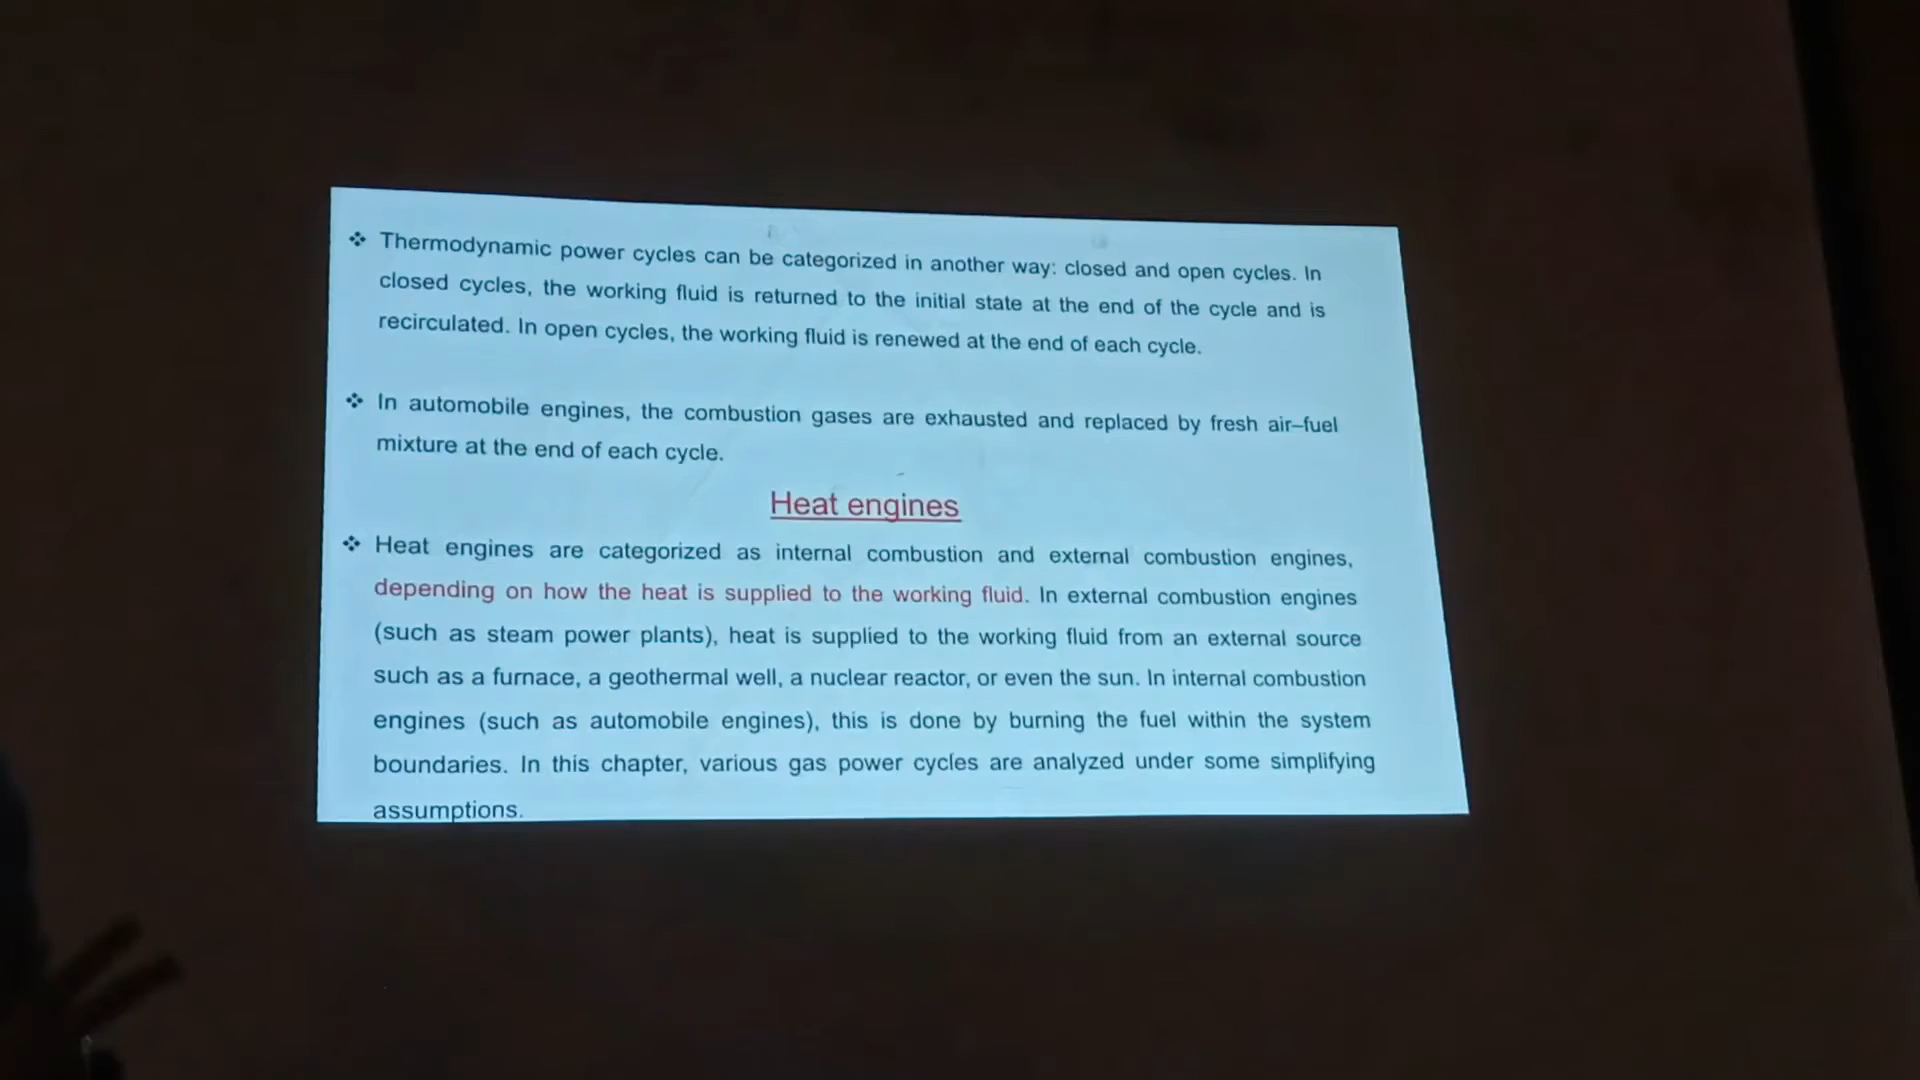 ❖ Thermodynamic power cycles can be categorized in another way: closed and open cycles. In
closed cycles, the working fluid is returned to the initial state at the end of the cycle and is
recirculated. In open cycles, the working fluid is renewed at the end of each cycle.
❖ In automobile engines, the combustion gases are exhausted and replaced by fresh air–fuel
mixture at the end of each cycle.
Heat engines
❖ Heat engines are categorized as internal combustion and external combustion engines,
depending on how the heat is supplied to the working fluid. In external combustion engines
(such as steam power plants), heat is supplied to the working fluid from an external source
such as a furnace, a geothermal well, a nuclear reactor, or even the sun. In internal combustion
engines (such as automobile engines), this is done by burning the fuel within the system
boundaries. In this chapter, various gas power cycles are analyzed under some simplifying
assumptions.